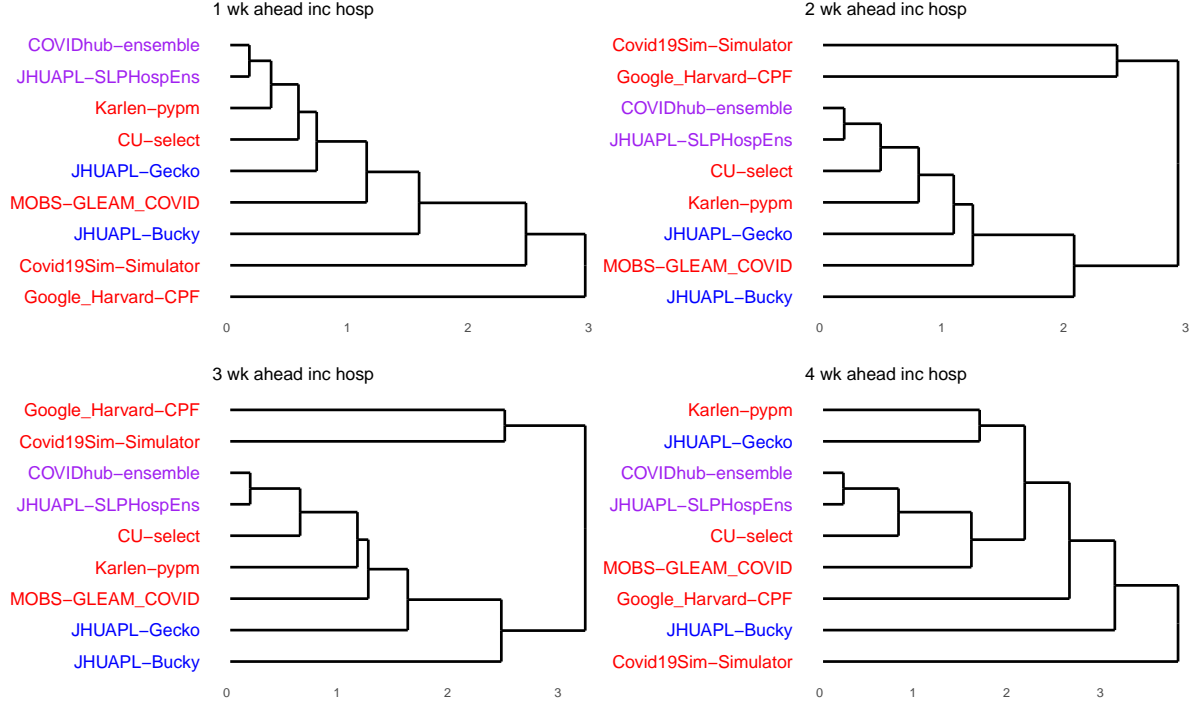 1 wk ahead inc hosp
COVIDhub−ensemble
JHUAPL−SLPHospEns
Karlen−pypm
CU−select
JHUAPL−Gecko
MOBS−GLEAM_COVID
JHUAPL−Bucky
Covid19Sim−Simulator
Google_Harvard−CPF
0 1 2 3
2 wk ahead inc hosp
Covid19Sim−Simulator
Google_Harvard−CPF
COVIDhub−ensemble
JHUAPL−SLPHospEns
CU−select
Karlen−pypm
JHUAPL−Gecko
MOBS−GLEAM_COVID
JHUAPL−Bucky
0 1 2 3
3 wk ahead inc hosp
Google_Harvard−CPF
Covid19Sim−Simulator
COVIDhub−ensemble
JHUAPL−SLPHospEns
CU−select
Karlen−pypm
MOBS−GLEAM_COVID
JHUAPL−Gecko
JHUAPL−Bucky
0 1 2 3
4 wk ahead inc hosp
Karlen−pypm
JHUAPL−Gecko
COVIDhub−ensemble
JHUAPL−SLPHospEns
CU−select
MOBS−GLEAM_COVID
Google_Harvard−CPF
JHUAPL−Bucky
Covid19Sim−Simulator
0 1 2 3